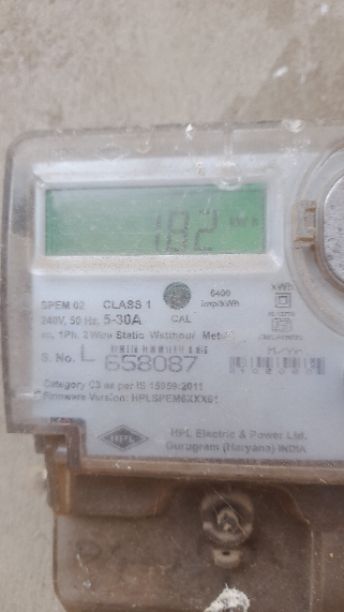 182
SPEM 02 CLASS 1
240V, 50 Hz, 5-30A CAL
6400 imp/kWh
kWh
1Ph. 2 Wire Static Watthour Meter
S. No. L 658087
Category C3 as per IS 15959:2011
Firmware Version: HPLSPEM6XXX01
HPL
HPL Electric & Power Ltd.
Gurugram (Haryana) INDIA